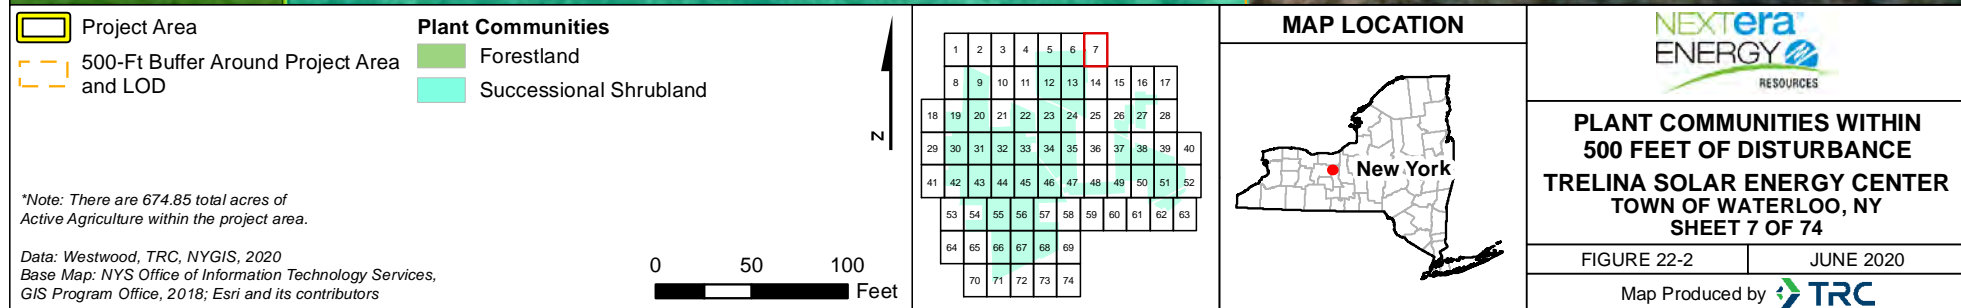 Project Area
500-Ft Buffer Around Project Area
and LOD
Plant Communities
Forestland
Successional Shrubland
*Note: There are 674.85 total acres of
Active Agriculture within the project area.
Data: Westwood, TRC, NYGIS, 2020
Base Map: NYS Office of Information Technology Services,
GIS Program Office, 2018; Esri and its contributors
N
0 50 100
Feet
1 2 3 4 5 6 7
8 9 10 11 12 13 14 15 16 17
18 19 20 21 22 23 24 25 26 27 28
29 30 31 32 33 34 35 36 37 38 39 40
41 42 43 44 45 46 47 48 49 50 51 52
53 54 55 56 57 58 59 60 61 62 63
64 65 66 67 68 69
70 71 72 73 74
MAP LOCATION
New York
NEXTera
ENERGY
RESOURCES
PLANT COMMUNITIES WITHIN
500 FEET OF DISTURBANCE
TRELINA SOLAR ENERGY CENTER
TOWN OF WATERLOO, NY
SHEET 7 OF 74
FIGURE 22-2
JUNE 2020
Map Produced by TRC